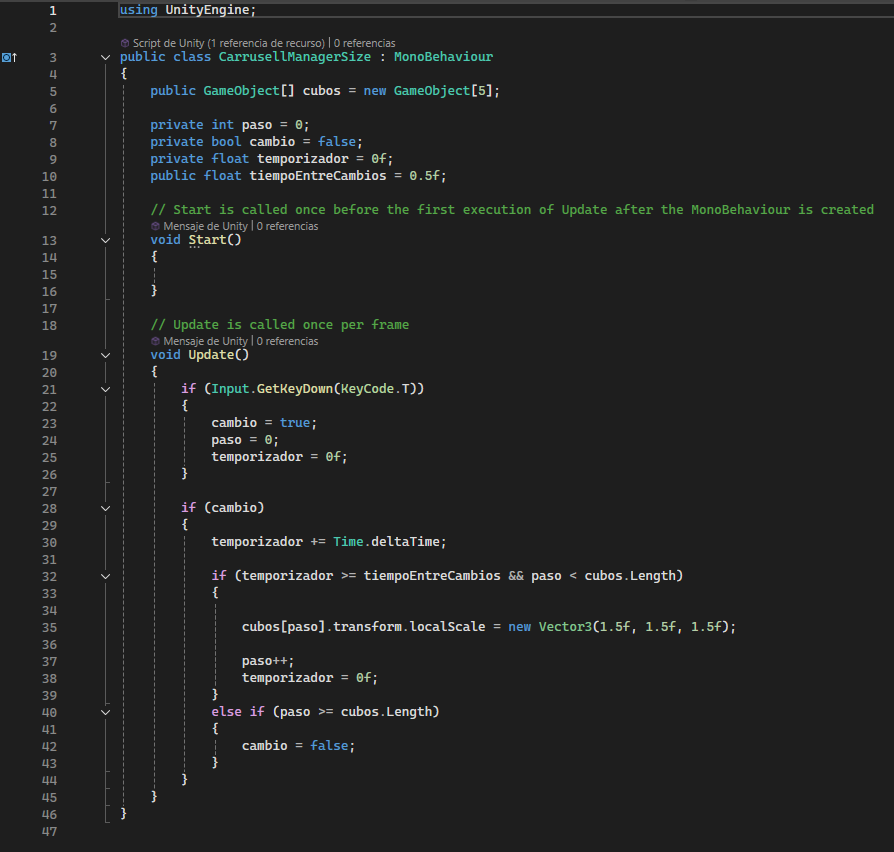 1 using UnityEngine;
2
Script de Unity (1 referencia de recurso) | 0 referencias
3 public class CarrusellManagerSize : MonoBehaviour
4 {
5 public GameObject[] cubos = new GameObject[5];
6
7 private int paso = 0;
8 private bool cambio = false;
9 private float temporizador = 0f;
10 public float tiempoEntreCambios = 0.5f;
11
12 // Start is called once before the first execution of Update after the MonoBehaviour is created
Mensaje de Unity | 0 referencias
13 void Start()
14 {
15
16 }
17
18 // Update is called once per frame
Mensaje de Unity | 0 referencias
19 void Update()
20 {
21 if (Input.GetKeyDown(KeyCode.T))
22 {
23 cambio = true;
24 paso = 0;
25 temporizador = 0f;
26 }
27
28 if (cambio)
29 {
30 temporizador += Time.deltaTime;
31
32 if (temporizador >= tiempoEntreCambios && paso < cubos.Length)
33 {
34
35 cubos[paso].transform.localScale = new Vector3(1.5f, 1.5f, 1.5f);
36
37 paso++;
38 temporizador = 0f;
39 }
40 else if (paso >= cubos.Length)
41 {
42 cambio = false;
43 }
44 }
45 }
46 }
47